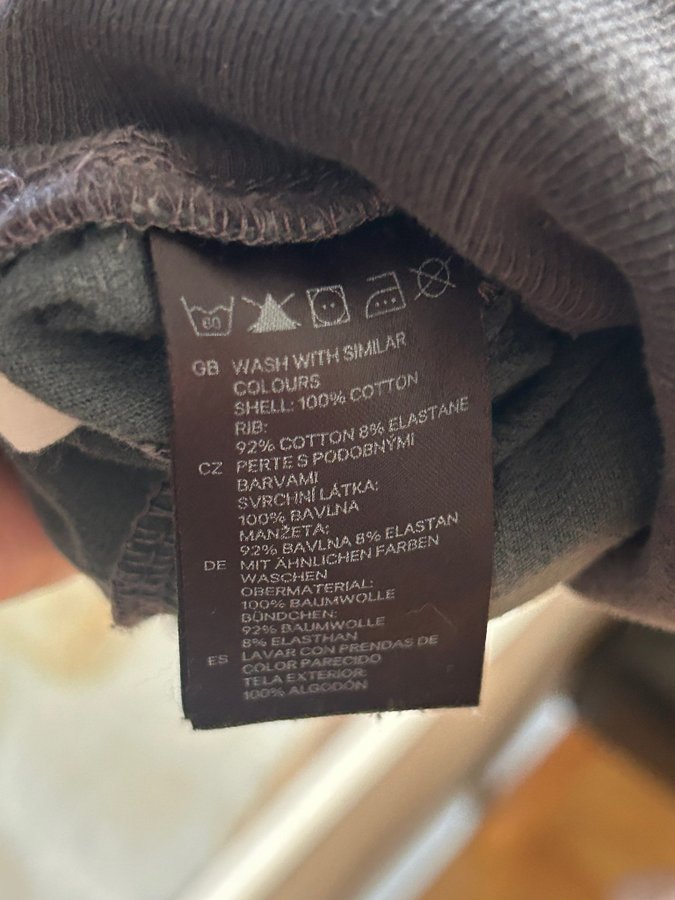 60
GB WASH WITH SIMILAR
COLOURS
SHELL: 100% COTTON
RIB:
92% COTTON 8% ELASTANE
CZ PERTE S PODOBNÝMI
BARVAMI
SVRCHNÍ LÁTKA:
100% BAVLNA
MANŽETA:
92% BAVLNA 8% ELASTAN
DE MIT ÄHNLICHEN FARBEN
WASCHEN
OBERMATERIAL:
100% BAUMWOLLE
BÜNDCHEN:
92% BAUMWOLLE
8% ELASTHAN
ES LAVAR CON PRENDAS DE
COLOR PARECIDO
TELA EXTERIOR:
100% ALGODÓN